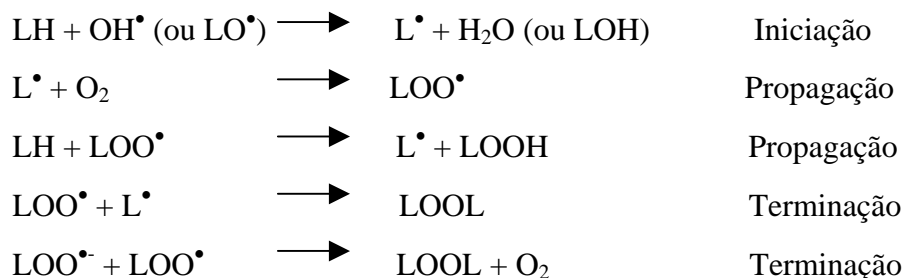 LH + OH• (ou LO•) → L• + H₂O (ou LOH) Iniciação
L• + O₂ → LOO• Propagação
LH + LOO• → L• + LOOH Propagação
LOO• + L• → LOOL Terminação
LOO•⁻ + LOO• → LOOL + O₂ Terminação